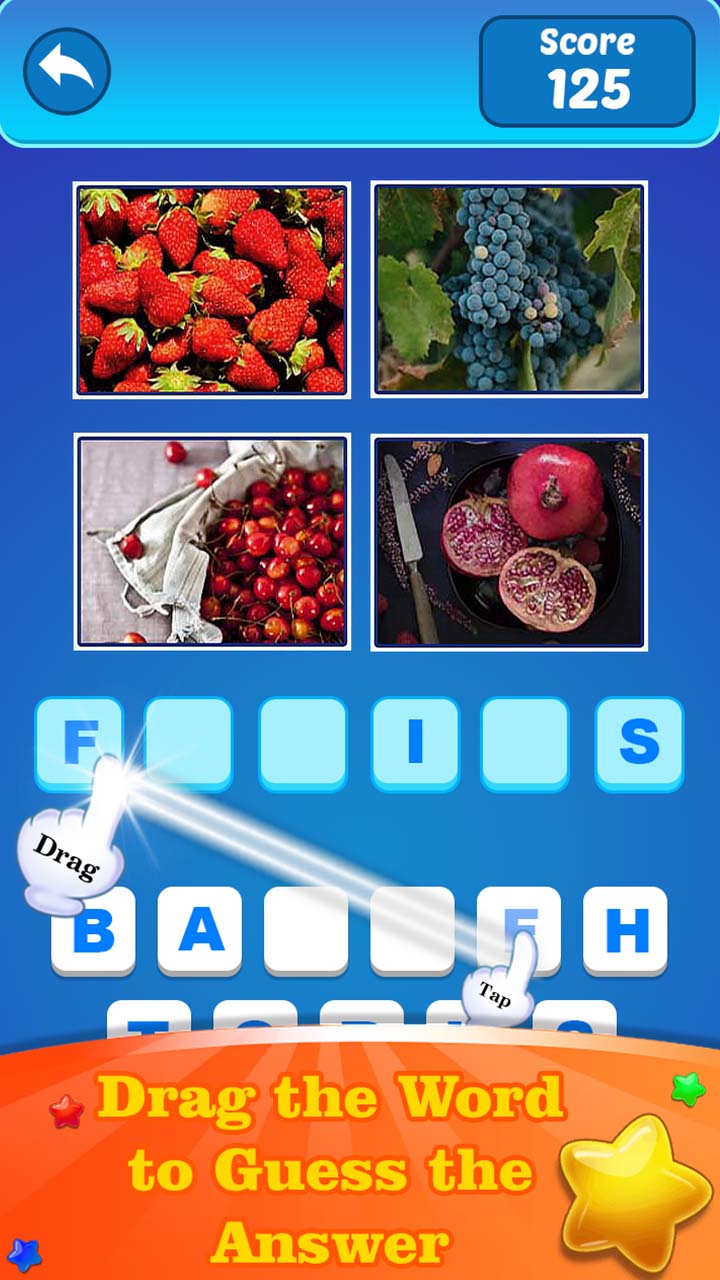 Score
125
F I S
Drag
B A F H
Tap
T
Drag the Word
to Guess the
Answer